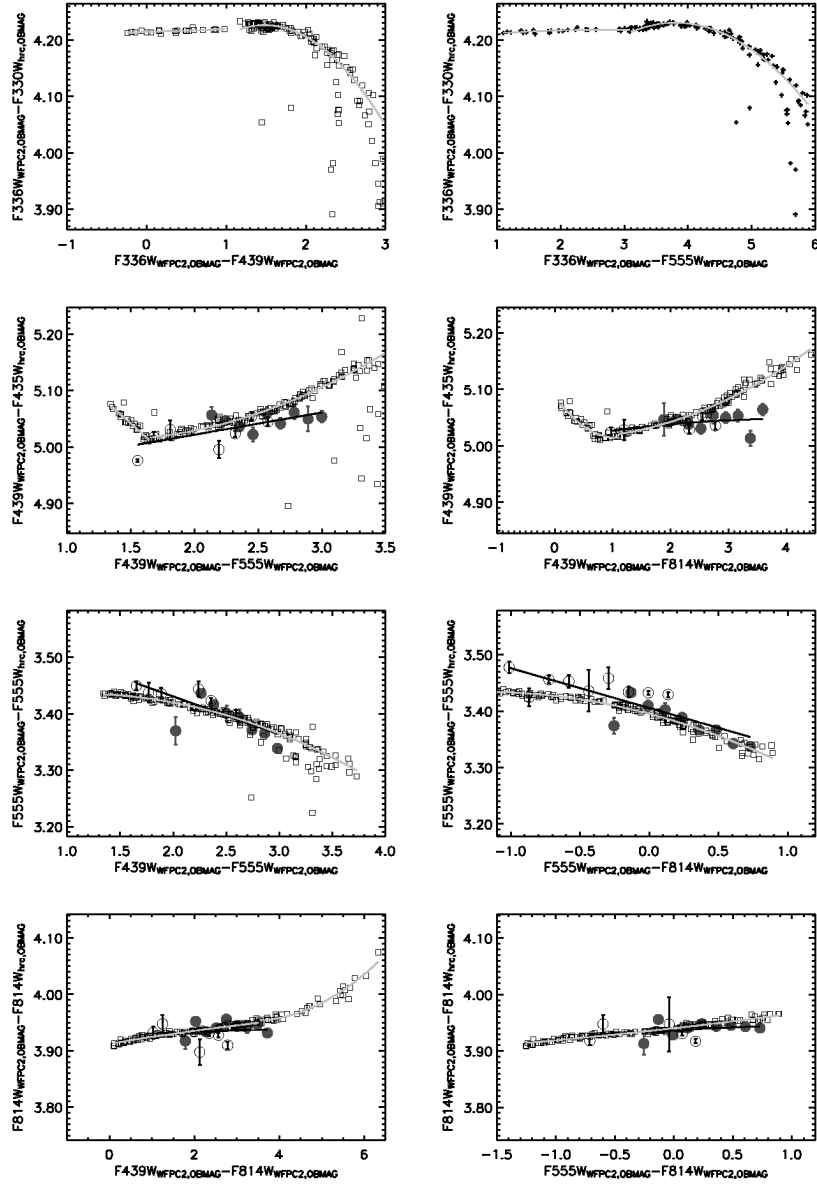 F336W_WFPC2,OBMAG−F330W_hrc,OBMAG
4.20
4.10
4.00
3.90
−1 0 1 2 3
F336W_WFPC2,OBMAG−F439W_WFPC2,OBMAG
F336W_WFPC2,OBMAG−F330W_hrc,OBMAG
4.20
4.10
4.00
3.90
1 2 3 4 5 6
F336W_WFPC2,OBMAG−F555W_WFPC2,OBMAG
F439W_WFPC2,OBMAG−F435W_hrc,OBMAG
5.20
5.10
5.00
4.90
1.0 1.5 2.0 2.5 3.0 3.5
F439W_WFPC2,OBMAG−F555W_WFPC2,OBMAG
F439W_WFPC2,OBMAG−F435W_hrc,OBMAG
5.20
5.10
5.00
4.90
−1 0 1 2 3 4
F439W_WFPC2,OBMAG−F814W_WFPC2,OBMAG
F555W_WFPC2,OBMAG−F555W_hrc,OBMAG
3.50
3.40
3.30
3.20
1.0 1.5 2.0 2.5 3.0 3.5 4.0
F439W_WFPC2,OBMAG−F555W_WFPC2,OBMAG
F555W_WFPC2,OBMAG−F555W_hrc,OBMAG
3.50
3.40
3.30
3.20
−1.0 −0.5 0.0 0.5 1.0
F555W_WFPC2,OBMAG−F814W_WFPC2,OBMAG
F814W_WFPC2,OBMAG−F814W_hrc,OBMAG
4.10
4.00
3.90
3.80
0 2 4 6
F439W_WFPC2,OBMAG−F814W_WFPC2,OBMAG
F814W_WFPC2,OBMAG−F814W_hrc,OBMAG
4.10
4.00
3.90
3.80
−1.5 −1.0 −0.5 0.0 0.5 1.0
F555W_WFPC2,OBMAG−F814W_WFPC2,OBMAG